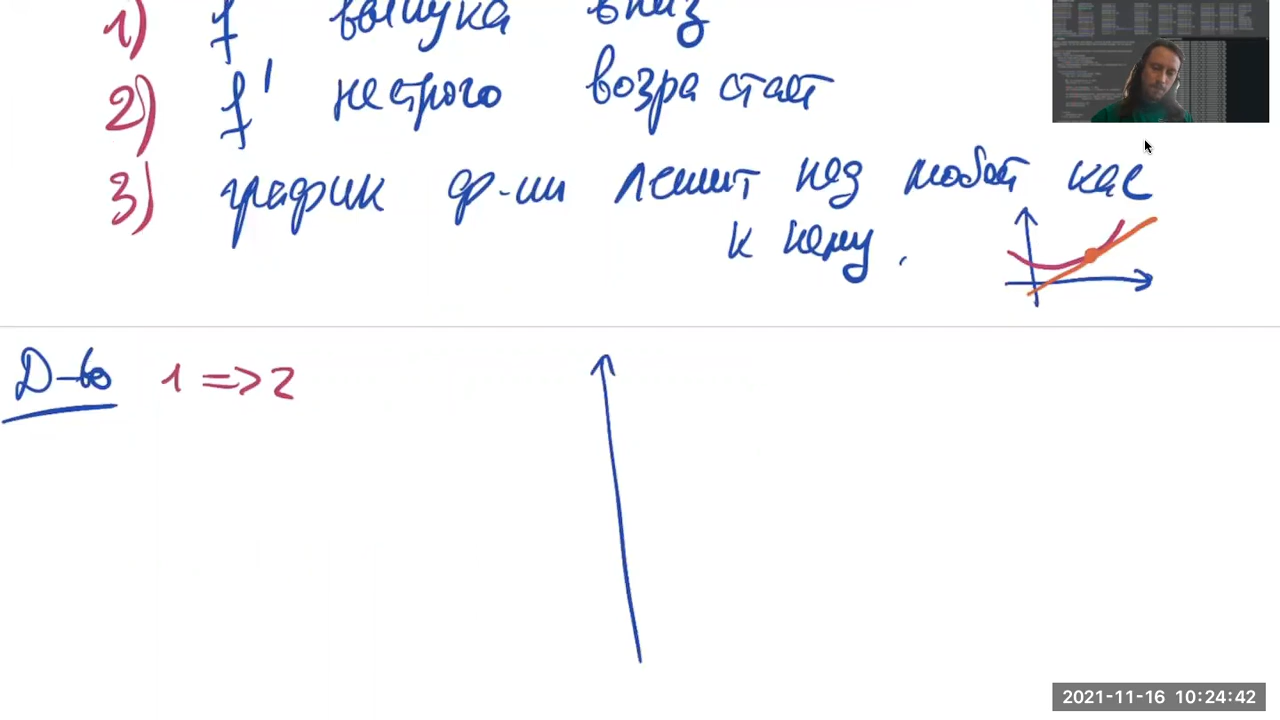 1) f выпукла вниз
2) f' нестрого возрастает
3) график ф-ии лежит над любой кас
к нему.
Д-во 1 => 2
2021-11-16 10:24:42